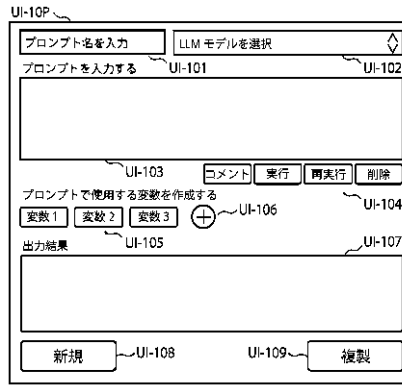 UI-10P
プロンプト名を入力
LLM モデルを選択
プロンプトを入力する
UI-101
UI-102
UI-103
コメント 実行 再実行 削除
プロンプトで使用する変数を作成する
UI-104
変数 1 変数 2 変数 3
UI-106
UI-105
出力結果
UI-107
新規
UI-108
UI-109
複製